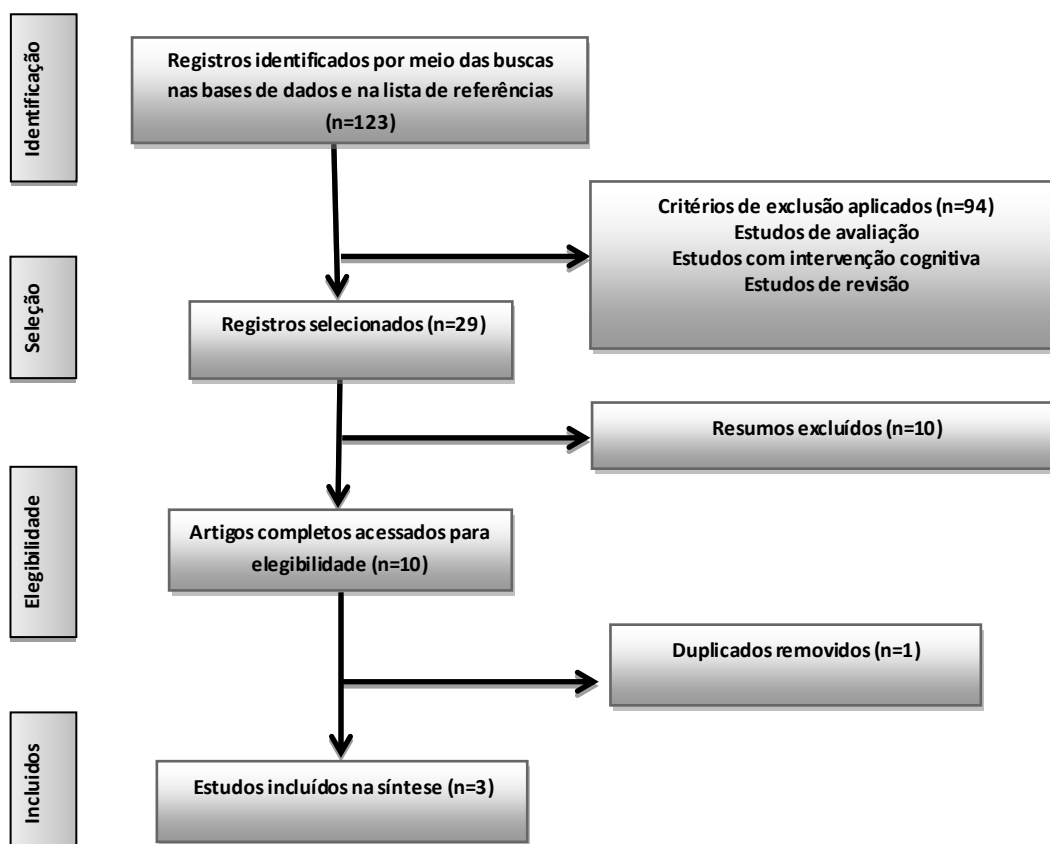 Identificação
Registros identificados por meio das buscas
nas bases de dados e na lista de referências
(n=123)
Critérios de exclusão aplicados (n=94)
Estudos de avaliação
Estudos com intervenção cognitiva
Estudos de revisão
Seleção
Registros selecionados (n=29)
Resumos excluídos (n=10)
Elegibilidade
Artigos completos acessados para
elegibilidade (n=10)
Duplicados removidos (n=1)
Incluidos
Estudos incluídos na síntese (n=3)